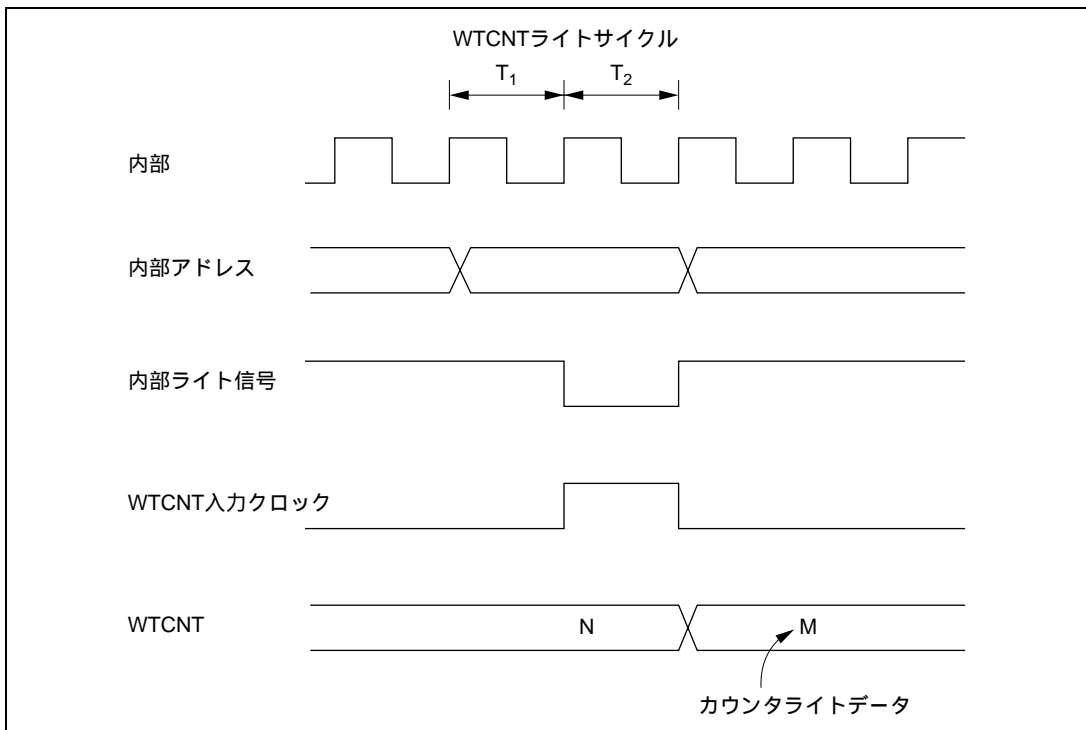 WTCNTライトサイクル
T1 T2
内部
内部アドレス
内部ライト信号
WTCNT入力クロック
WTCNT N M
カウンタライトデータ